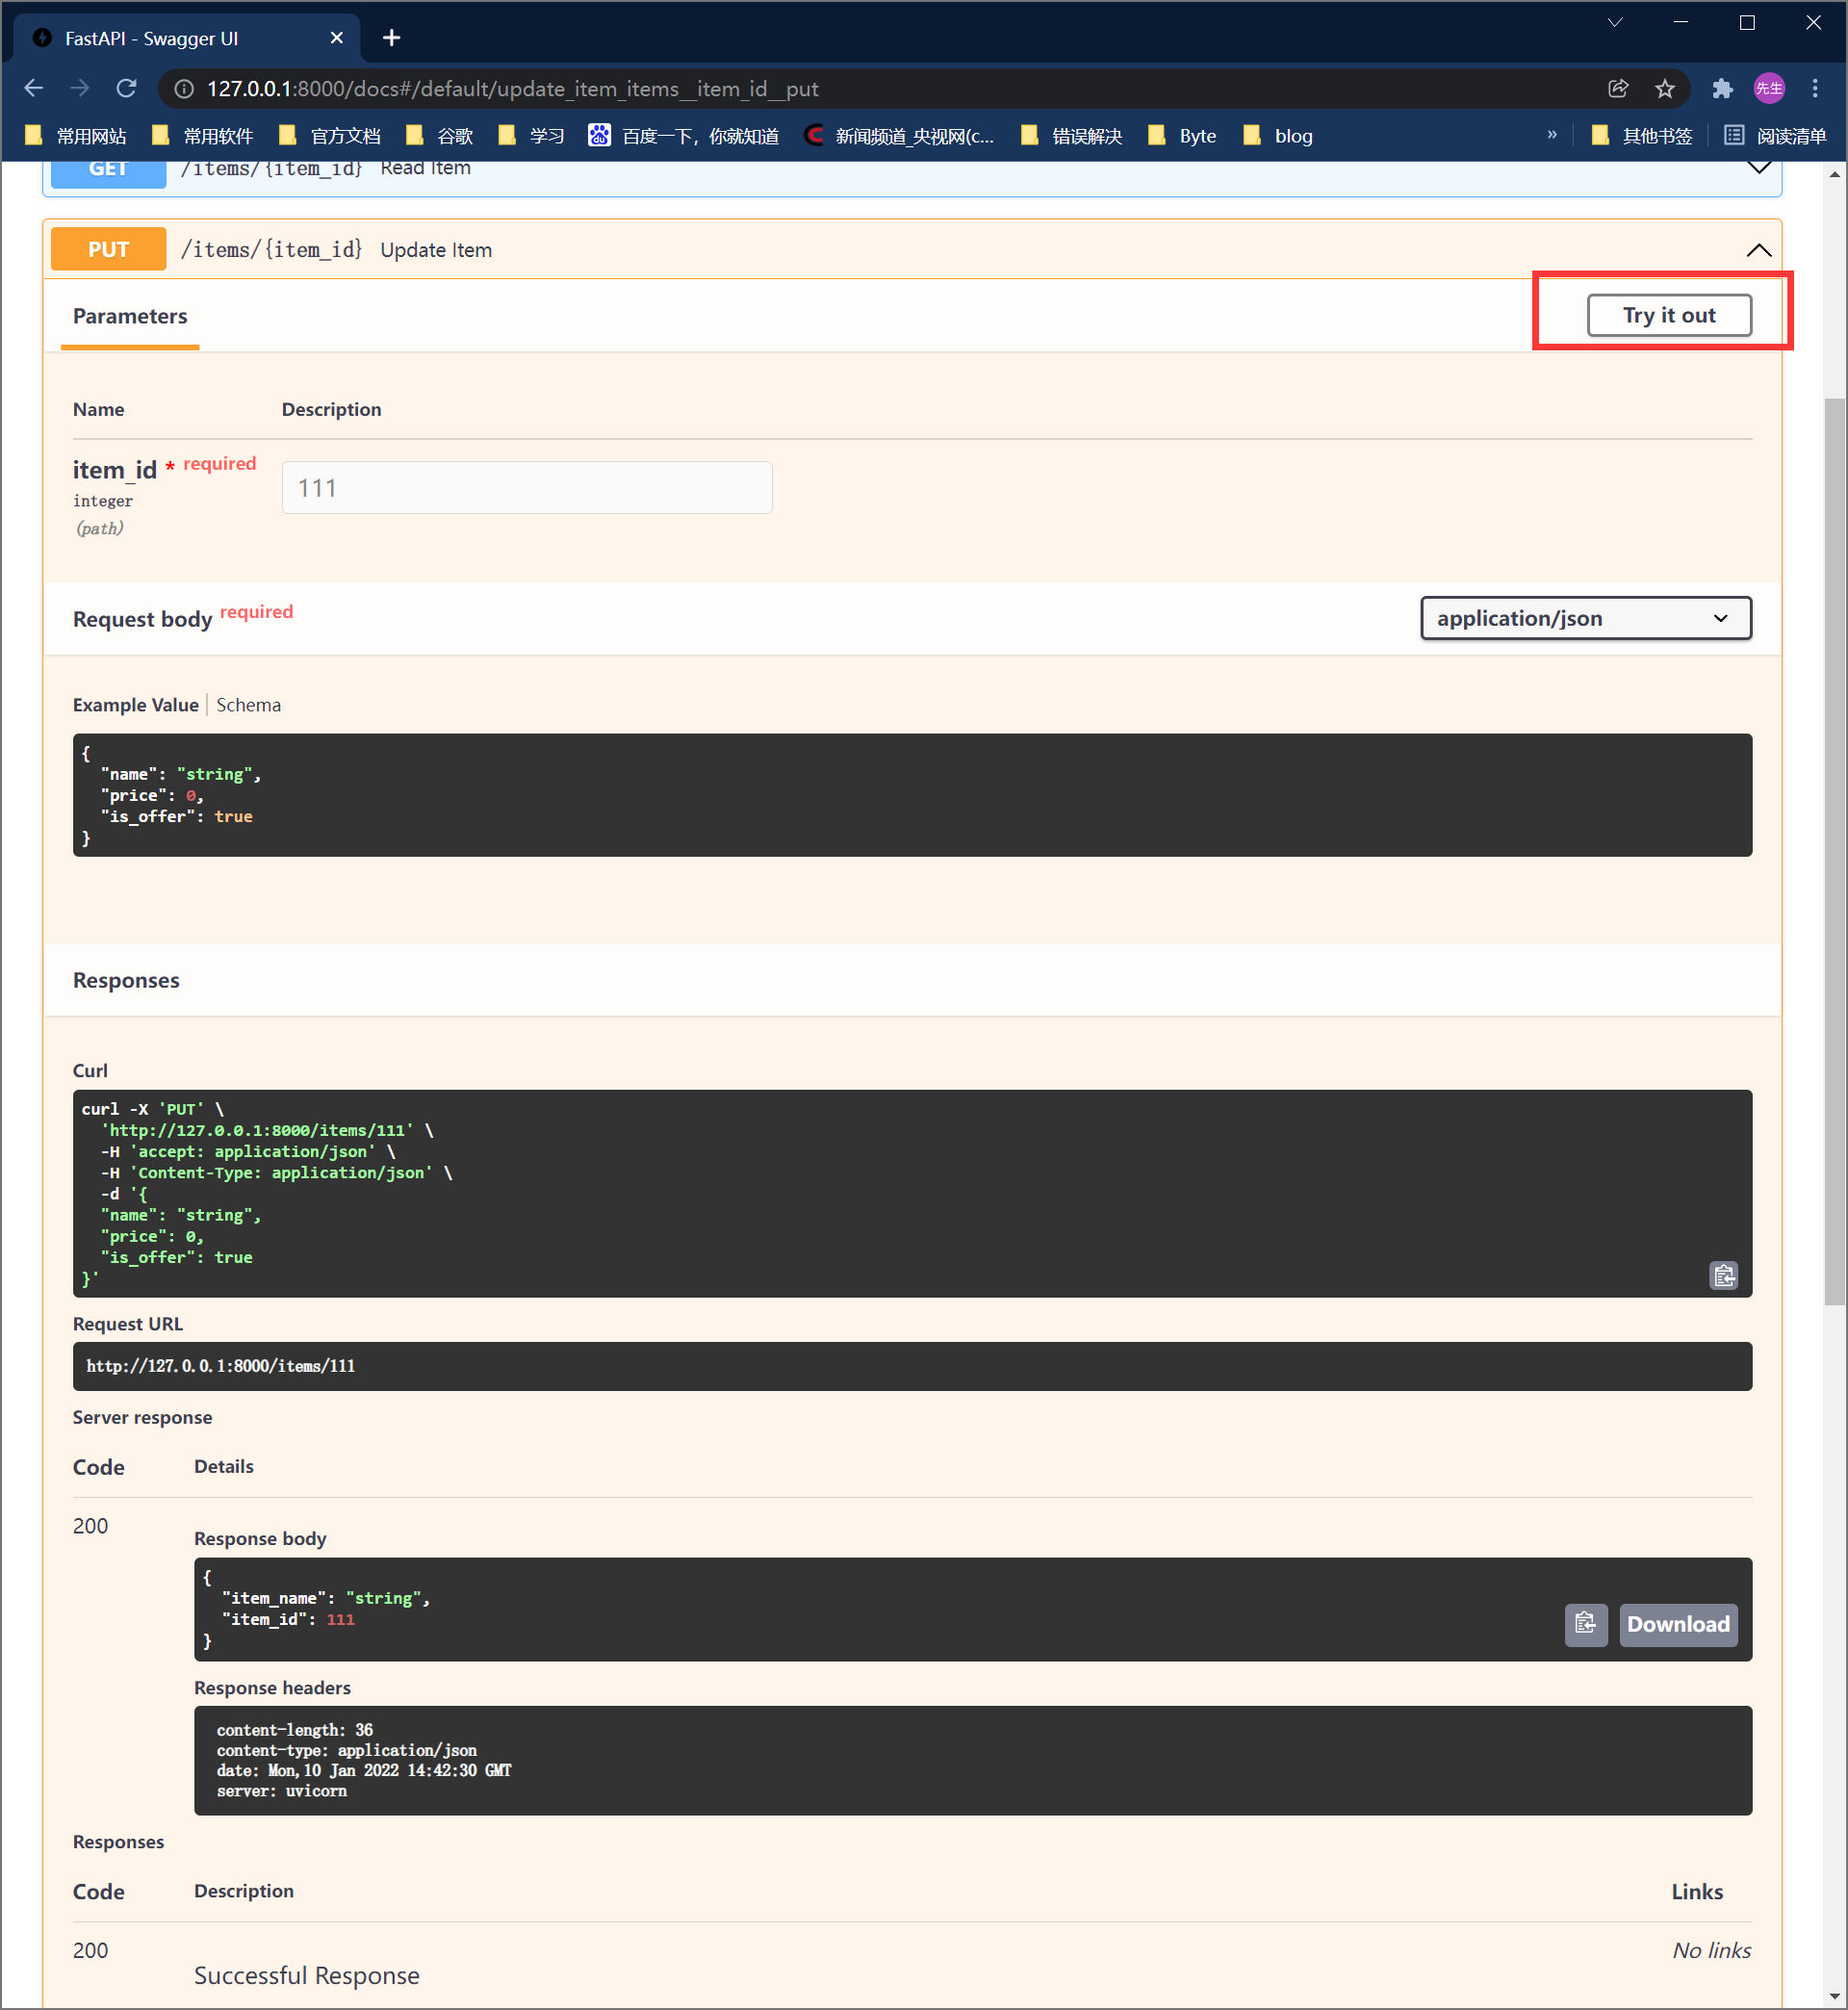 FastAPI - Swagger UI
127.0.0.1:8000/docs#/default/update_item_items__item_id__put
先生
常用网站 常用软件 官方文档 谷歌 学习 百度一下，你就知道 新闻频道_央视网(c... 错误解决 Byte blog » 其他书签 阅读清单
GET /items/{item_id} Read Item
PUT /items/{item_id} Update Item
Parameters
Try it out
Name Description
item_id * required
integer
(path)
111
Request body required
application/json
Example Value Schema
{
"name": "string",
"price": 0,
"is_offer": true
}
Responses
Curl
curl -X 'PUT' \
'http://127.0.0.1:8000/items/111' \
-H 'accept: application/json' \
-H 'Content-Type: application/json' \
-d '{
"name": "string",
"price": 0,
"is_offer": true
}'
Request URL
http://127.0.0.1:8000/items/111
Server response
Code Details
200
Response body
{
"item_name": "string",
"item_id": 111
}
Download
Response headers
content-length: 36
content-type: application/json
date: Mon,10 Jan 2022 14:42:30 GMT
server: uvicorn
Responses
Code Description Links
200 No links
Successful Response